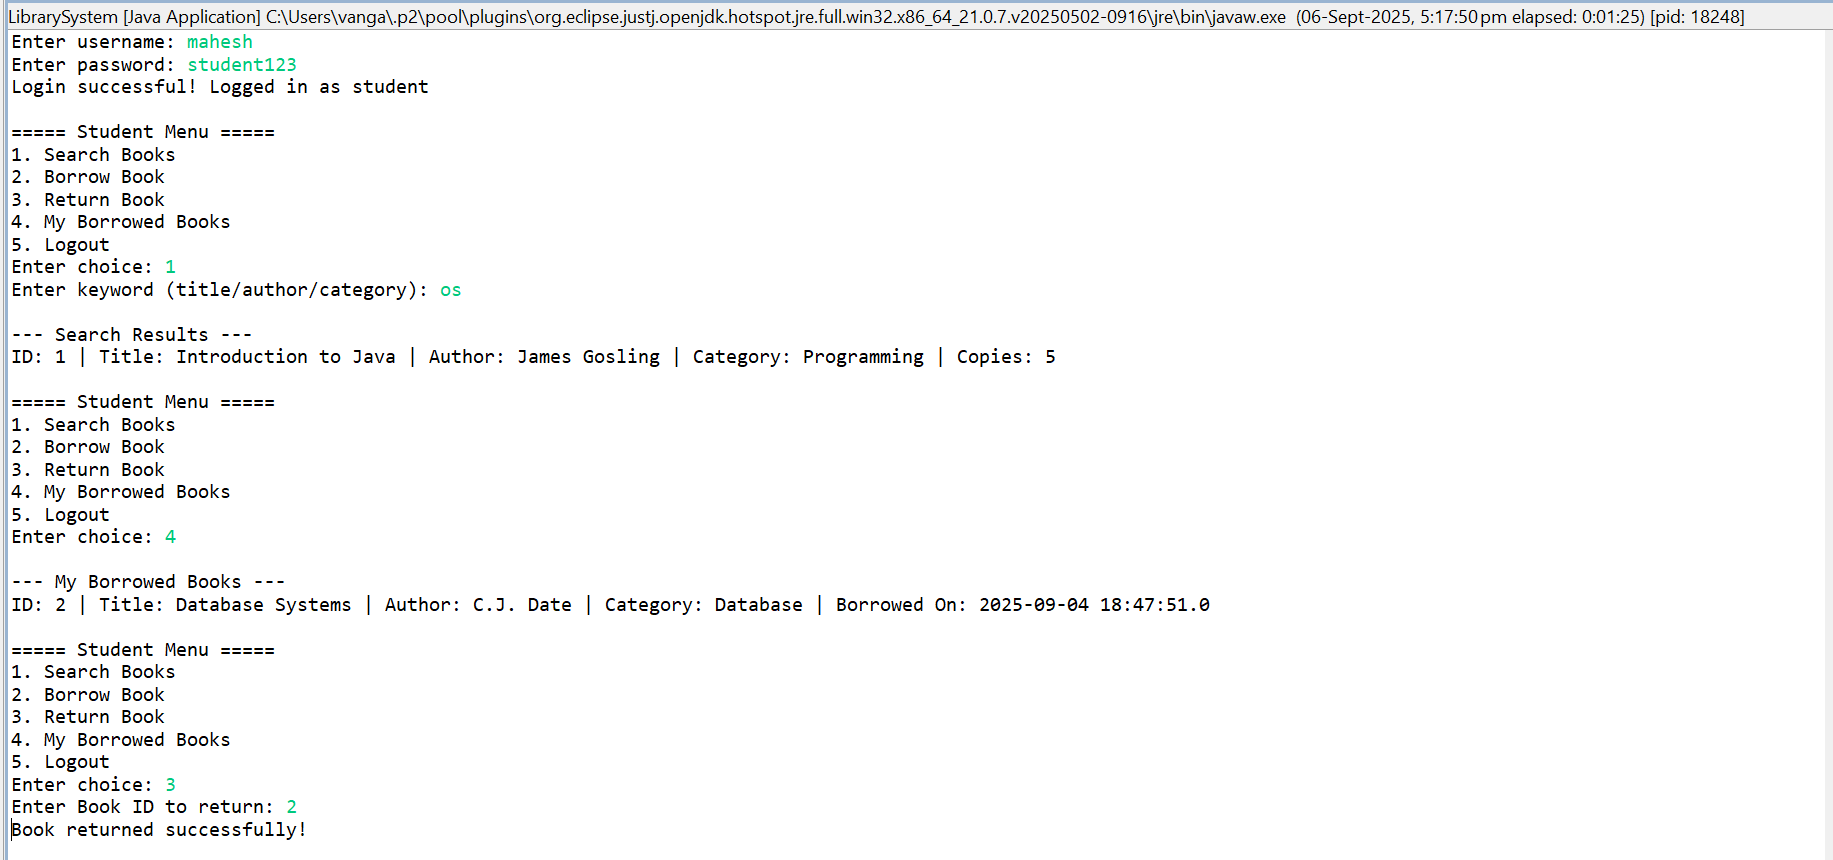 LibrarySystem [Java Application] C:\Users\vanga\.p2\pool\plugins\org.eclipse.justj.openjdk.hotspot.jre.full.win32.x86_64_21.0.7.v20250502-0916\jre\bin\javaw.exe (06-Sept-2025, 5:17:50 pm elapsed: 0:01:25) [pid: 18248]
Enter username: mahesh
Enter password: student123
Login successful! Logged in as student

===== Student Menu =====
1. Search Books
2. Borrow Book
3. Return Book
4. My Borrowed Books
5. Logout
Enter choice: 1
Enter keyword (title/author/category): os

--- Search Results ---
ID: 1 | Title: Introduction to Java | Author: James Gosling | Category: Programming | Copies: 5

===== Student Menu =====
1. Search Books
2. Borrow Book
3. Return Book
4. My Borrowed Books
5. Logout
Enter choice: 4

--- My Borrowed Books ---
ID: 2 | Title: Database Systems | Author: C.J. Date | Category: Database | Borrowed On: 2025-09-04 18:47:51.0

===== Student Menu =====
1. Search Books
2. Borrow Book
3. Return Book
4. My Borrowed Books
5. Logout
Enter choice: 3
Enter Book ID to return: 2
Book returned successfully!